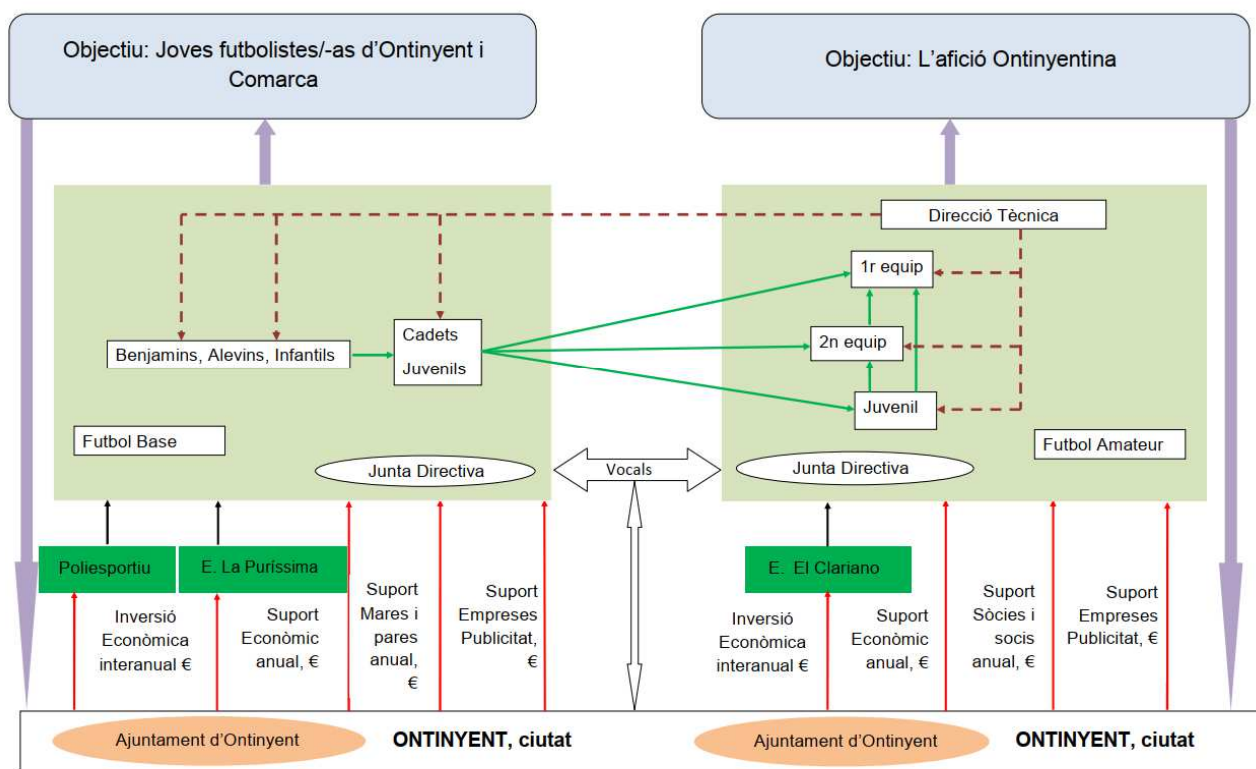 Objectiu: Joves futbolistes/-as d'Ontinyent i
Comarca
Objectiu: L'afició Ontinyentina
Direcció Tècnica
1r equip
Cadets
Juvenils
2n equip
Benjamins, Alevins, Infantils
Juvenil
Futbol Base
Futbol Amateur
Junta Directiva
Vocals
Junta Directiva
Poliesportiu
E. La Puríssima
E. El Clariano
Inversió
Econòmica
interanual €
Suport
Econòmic
anual, €
Suport
Mares i
pares
anual,
€
Suport
Empreses
Publicitat,
€
Inversió
Econòmica
interanual €
Suport
Econòmic
anual, €
Suport
Sòcies i
socis
anual, €
Suport
Empreses
Publicitat, €
Ajuntament d'Ontinyent
ONTINYENT, ciutat
Ajuntament d'Ontinyent
ONTINYENT, ciutat